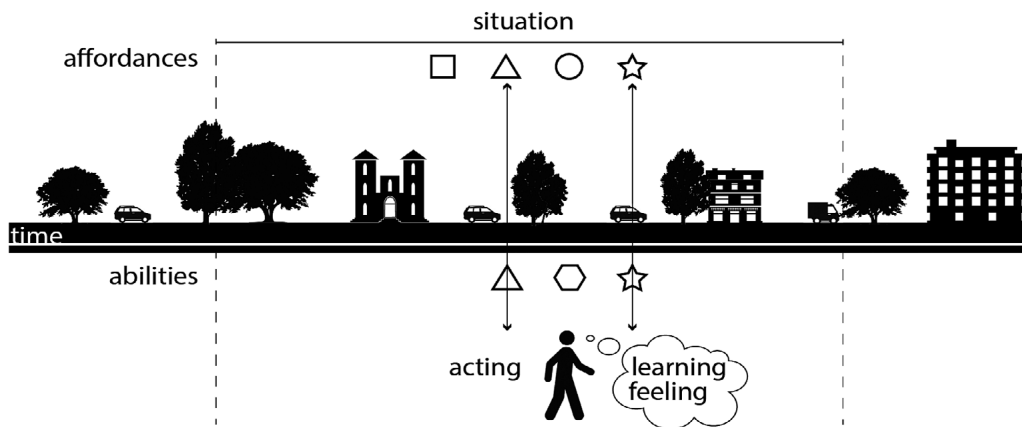 situation
affordances
time
abilities
acting
learning
feeling